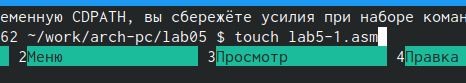 еменную CDPATH, вы сбережёте усилия при наборе коман
62 ~/work/arch-pc/lab05 $ touch lab5-1.asm
2Меню 3Просмотр 4Правка